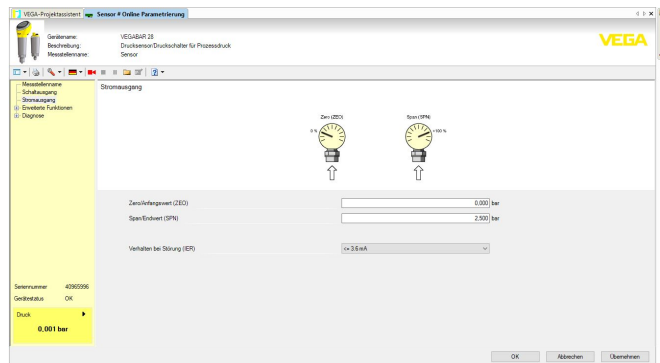 VEGA-Projektassistent
Sensor # Online Parametrierung
Gerätename: VEGABAR 28
Beschreibung: Drucksensor/Druckschalter für Prozessdruck
Messstellenname: Sensor
VEGA
Messstellenname
Schaltausgang
Stromausgang
Erweiterte Funktionen
Diagnose
Stromausgang
Zero (ZEO)
0 %
Span (SPN)
+100 %
Zero/Anfangswert (ZEO) 0,000 bar
Span/Endwert (SPN) 2,500 bar
Verhalten bei Störung (IER) <= 3.6 mA
Seriennummer 40965996
Gerätestatus OK
Druck
0,001 bar
OK Abbrechen Übernehmen